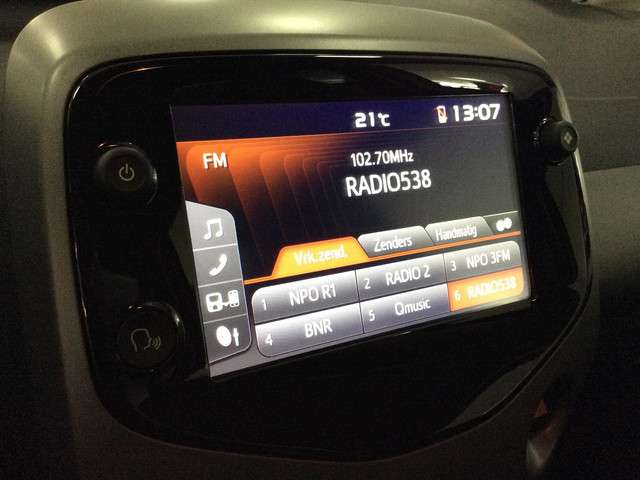 21°C 13:07
FM
102.70MHz
RADIO538
Vrk.zend. Zenders Handmatig
1 NPO R1 2 RADIO 2 3 NPO 3FM
4 BNR 5 Qmusic 6 RADIO538